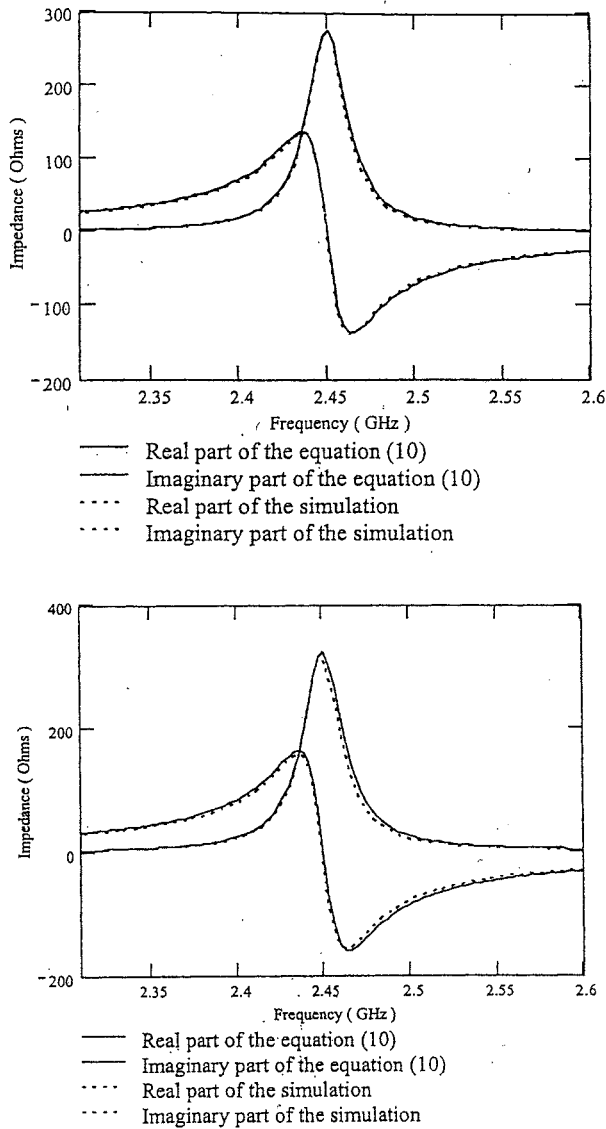 300
200
100
0
-100
-200
Impedance ( Ohms )
2.35
2.4
2.45
2.5
2.55
2.6
Frequency ( GHz )
Real part of the equation (10)
Imaginary part of the equation (10)
Real part of the simulation
Imaginary part of the simulation
400
200
0
-200
Impedance ( Ohms )
2.35
2.4
2.45
2.5
2.55
2.6
Frequency ( GHz )
Real part of the equation (10)
Imaginary part of the equation (10)
Real part of the simulation
Imaginary part of the simulation